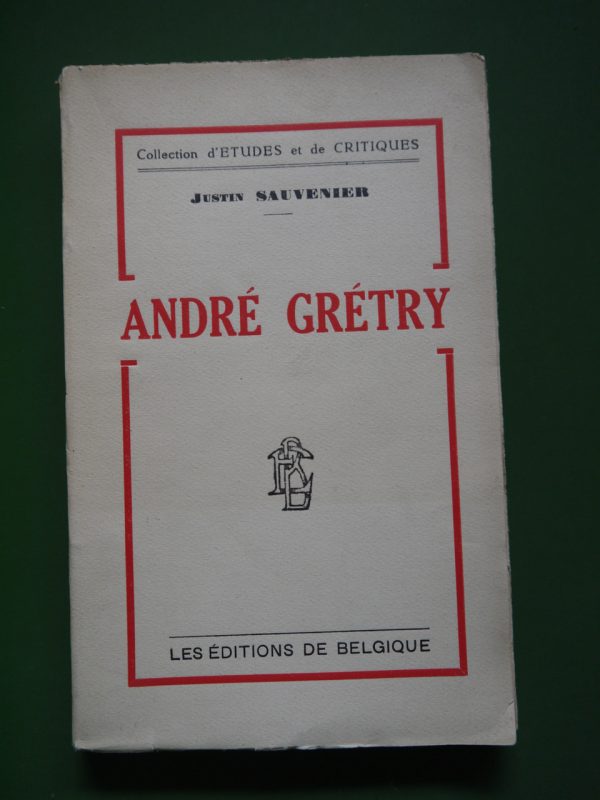 Collection d'ETUDES et de CRITIQUES
JUSTIN SAUVENIER
ANDRÉ GRÉTRY
LES ÉDITIONS DE BELGIQUE